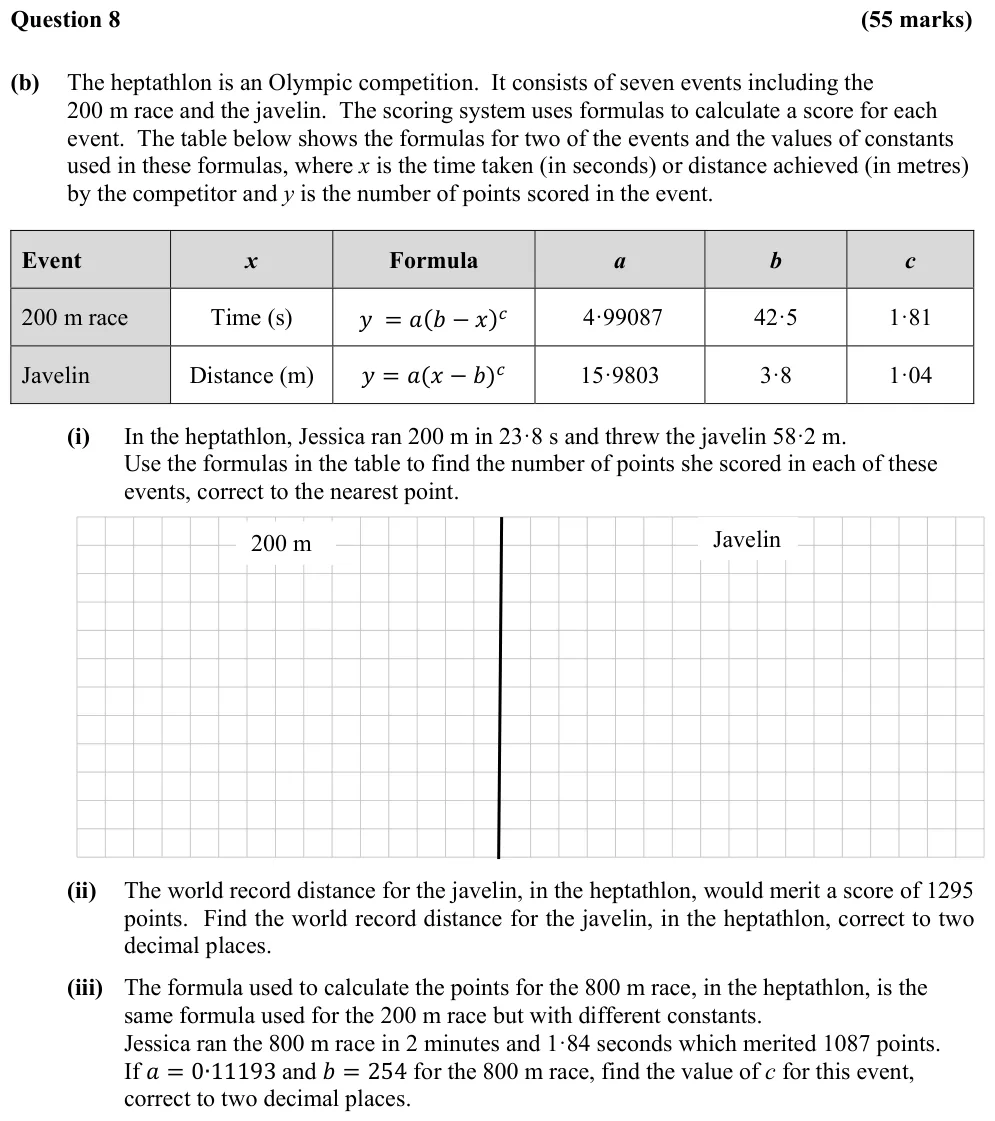 Question 8 (55 marks)
(b) The heptathlon is an Olympic competition. It consists of seven events including the
200 m race and the javelin. The scoring system uses formulas to calculate a score for each
event. The table below shows the formulas for two of the events and the values of constants
used in these formulas, where x is the time taken (in seconds) or distance achieved (in metres)
by the competitor and y is the number of points scored in the event.
Event x Formula a b c
200 m race Time (s) y = a(b − x)^c 4·99087 42·5 1·81
Javelin Distance (m) y = a(x − b)^c 15·9803 3·8 1·04
(i) In the heptathlon, Jessica ran 200 m in 23·8 s and threw the javelin 58·2 m.
Use the formulas in the table to find the number of points she scored in each of these
events, correct to the nearest point.
200 m Javelin
(ii) The world record distance for the javelin, in the heptathlon, would merit a score of 1295
points. Find the world record distance for the javelin, in the heptathlon, correct to two
decimal places.
(iii) The formula used to calculate the points for the 800 m race, in the heptathlon, is the
same formula used for the 200 m race but with different constants.
Jessica ran the 800 m race in 2 minutes and 1·84 seconds which merited 1087 points.
If a = 0·11193 and b = 254 for the 800 m race, find the value of c for this event,
correct to two decimal places.